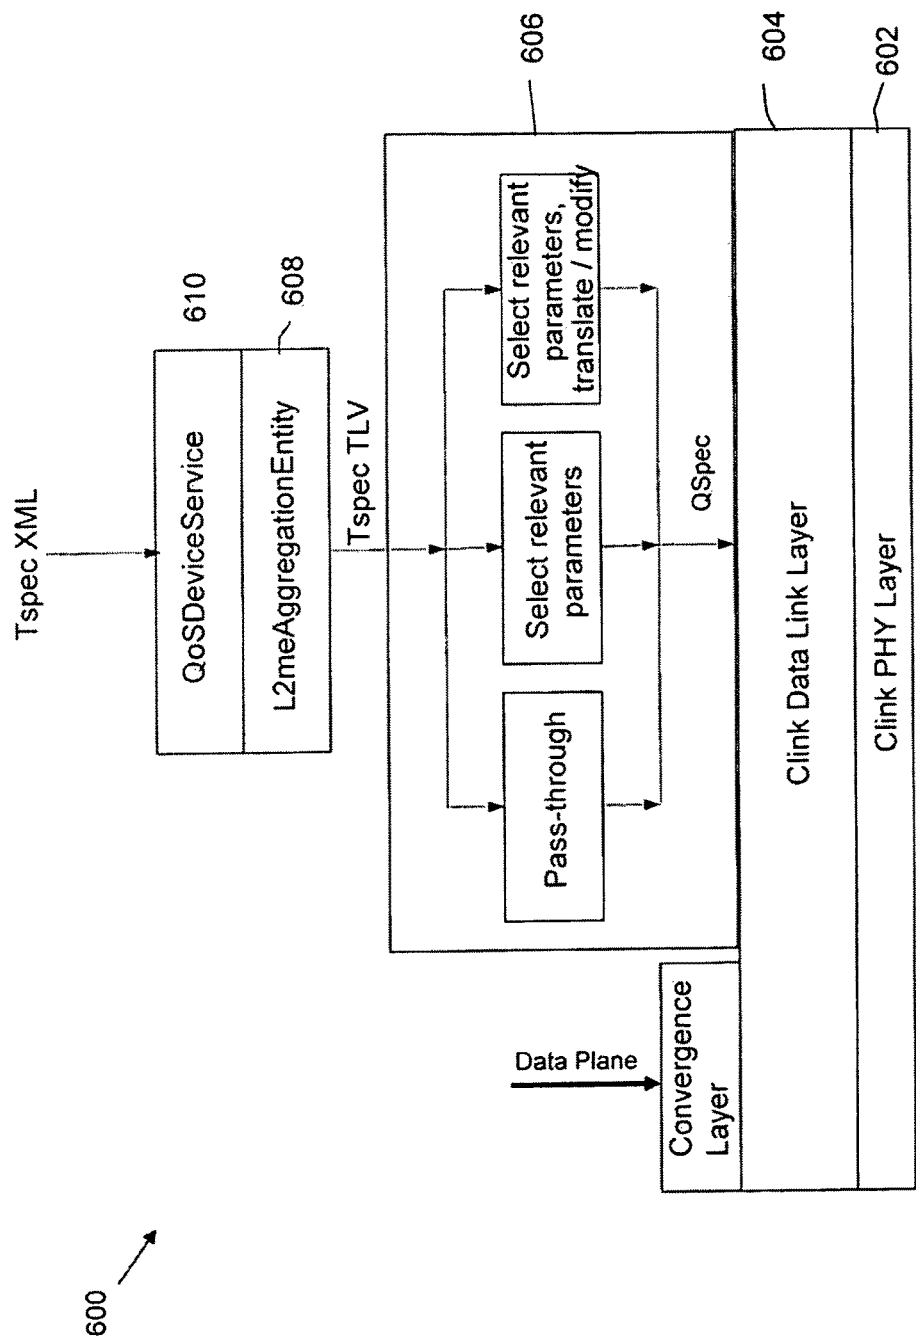 600
Tspec XML
QoSDeviceService
610
L2meAggregationEntity
608
Tspec TLV
606
Pass-through
Select relevant
parameters
Select relevant
parameters,
translate / modify
QSpec
Data Plane
Convergence
Layer
Clink Data Link Layer
604
Clink PHY Layer
602